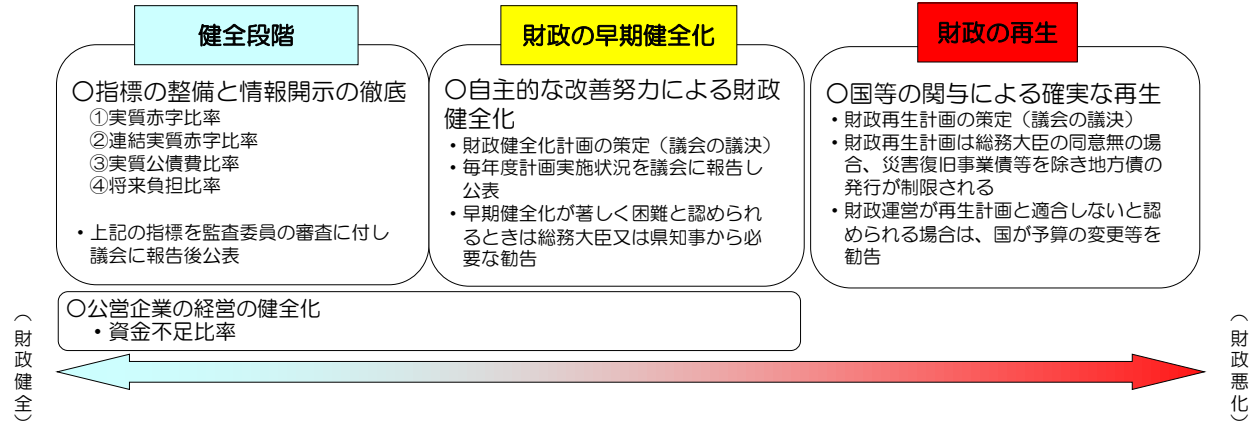 健全段階
〇指標の整備と情報開示の徹底
①実質赤字比率
②連結実質赤字比率
③実質公債費比率
④将来負担比率
・上記の指標を監査委員の審査に付し
議会に報告後公表
財政の早期健全化
〇自主的な改善努力による財政
健全化
・財政健全化計画の策定（議会の議決）
・毎年度計画実施状況を議会に報告し
公表
・早期健全化が著しく困難と認められ
るときは総務大臣又は県知事から必
要な勧告
財政の再生
〇国等の関与による確実な再生
・財政再生計画の策定（議会の議決）
・財政再生計画は総務大臣の同意無の場
合、災害復旧事業債等を除き地方債の
発行が制限される
・財政運営が再生計画と適合しないと認
められる場合は、国が予算の変更等を
勧告
〇公営企業の経営の健全化
・資金不足比率
（財政健全）
（財政悪化）